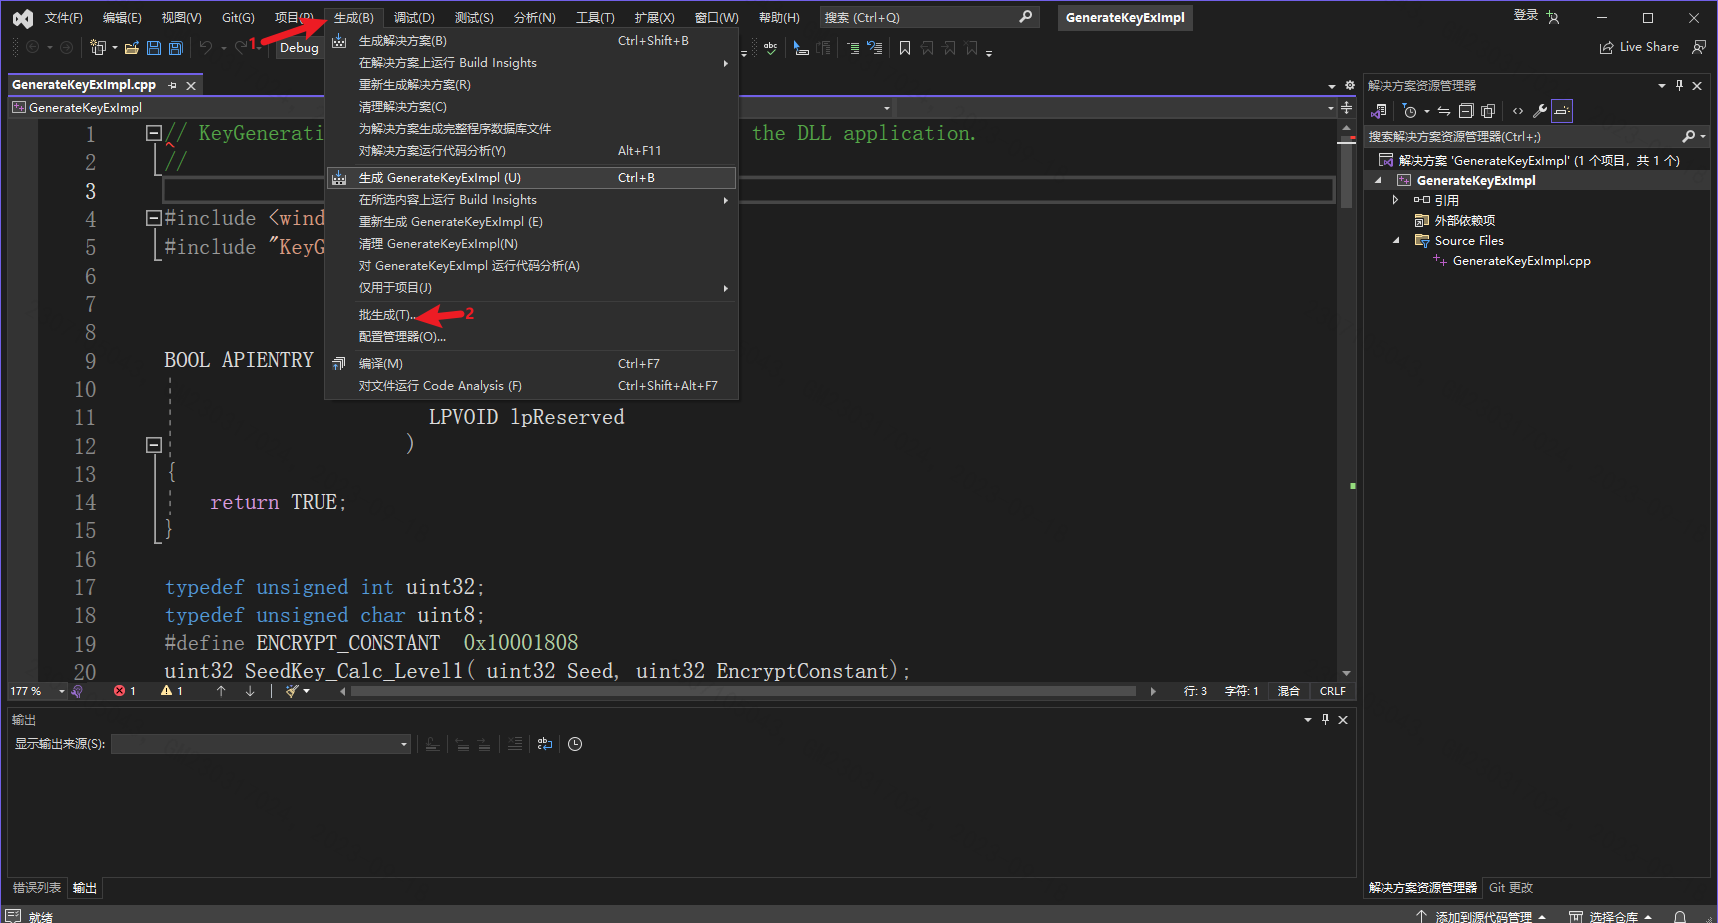 文件(F) 编辑(E) 视图(V) Git(G) 项目(P) 生成(B) 调试(D) 测试(S) 分析(N) 工具(T) 扩展(X) 窗口(W) 帮助(H) 搜索 (Ctrl+Q) GenerateKeyExImpl 登录
1 Debug Live Share
生成解决方案(B) Ctrl+Shift+B
在解决方案上运行 Build Insights
重新生成解决方案(R)
清理解决方案(C)
为解决方案生成完整程序数据库文件
对解决方案运行代码分析(Y) Alt+F11
生成 GenerateKeyExImpl (U) Ctrl+B
在所选内容上运行 Build Insights
重新生成 GenerateKeyExImpl (E)
清理 GenerateKeyExImpl(N)
对 GenerateKeyExImpl 运行代码分析(A)
仅用于项目(J)
批生成(T)... 2
配置管理器(O)...
编译(M) Ctrl+F7
对文件运行 Code Analysis (F) Ctrl+Shift+Alt+F7
GenerateKeyExImpl.cpp
GenerateKeyExImpl
1 // KeyGenerati the DLL application.
2 //
3
4 #include <wind
5 #include "KeyG
6
7
8
9 BOOL APIENTRY
10
11 LPVOID lpReserved
12 )
13 {
14 return TRUE;
15 }
16
17 typedef unsigned int uint32;
18 typedef unsigned char uint8;
19 #define ENCRYPT_CONSTANT 0x10001808
20 uint32 SeedKey_Calc_Level1( uint32 Seed, uint32 EncryptConstant);
177 % 1 1 行: 3 字符: 1 混合 CRLF
输出
显示输出来源(S):
错误列表 输出
解决方案资源管理器
搜索解决方案资源管理器(Ctrl+;)
解决方案 'GenerateKeyExImpl' (1 个项目，共 1 个)
GenerateKeyExImpl
引用
外部依赖项
Source Files
GenerateKeyExImpl.cpp
解决方案资源管理器 Git 更改
就绪 添加到源代码管理 选择仓库